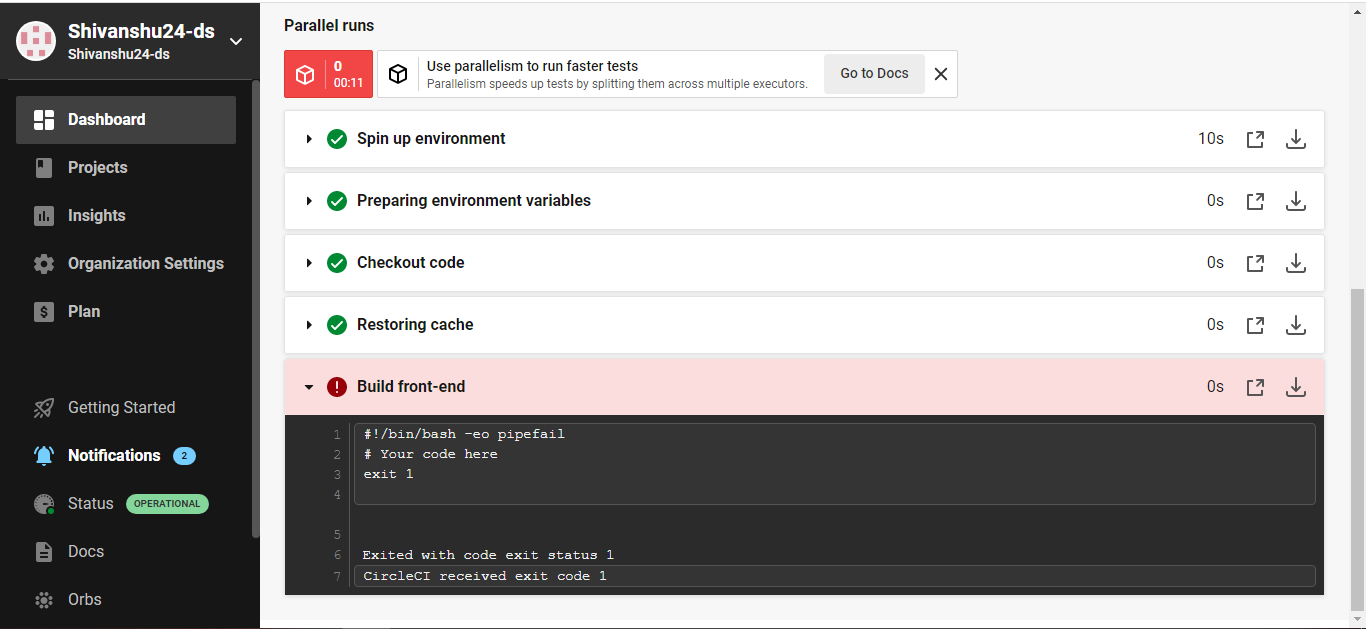 Shivanshu24-ds
Shivanshu24-ds
Dashboard
Projects
Insights
Organization Settings
Plan
Getting Started
Notifications 2
Status OPERATIONAL
Docs
Orbs
Parallel runs
0
00:11
Use parallelism to run faster tests
Parallelism speeds up tests by splitting them across multiple executors.
Go to Docs
Spin up environment 10s
Preparing environment variables 0s
Checkout code 0s
Restoring cache 0s
Build front-end 0s
1 #!/bin/bash -eo pipefail
2 # Your code here
3 exit 1
4
5
6 Exited with code exit status 1
7 CircleCI received exit code 1